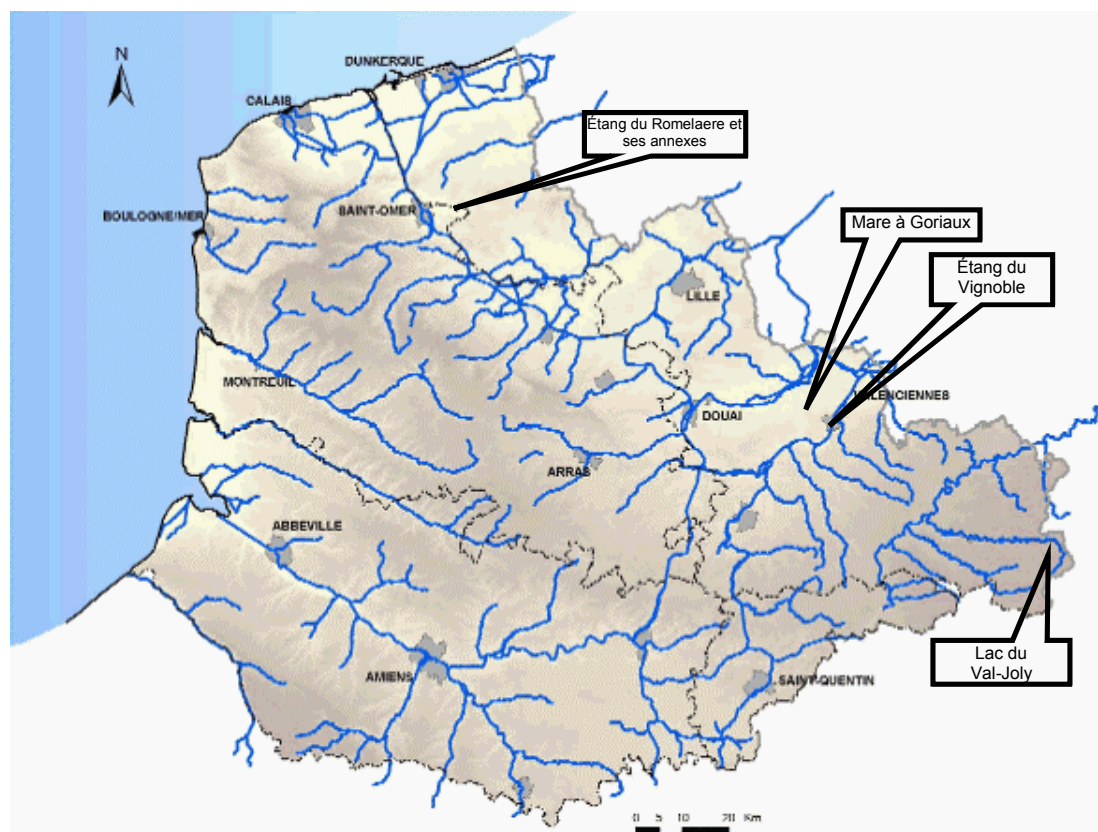 N
DUNKERQUE
CALAIS
Étang du Romelaere et
ses annexes
BOULOGNE/MER
SAINT-OMER
Mare à Goriaux
Étang du
Vignoble
LILLE
MONTREUIL
VALENCIENNES
DOUAI
ARRAS
ABBEVILLE
Lac du
Val-Joly
AMIENS
SAINT-QUENTIN
0 5 10 20 Km